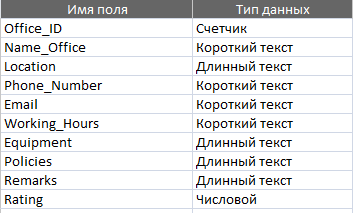 Имя поля Тип данных
Office_ID Счетчик
Name_Office Короткий текст
Location Длинный текст
Phone_Number Короткий текст
Email Короткий текст
Working_Hours Короткий текст
Equipment Длинный текст
Policies Длинный текст
Remarks Длинный текст
Rating Числовой